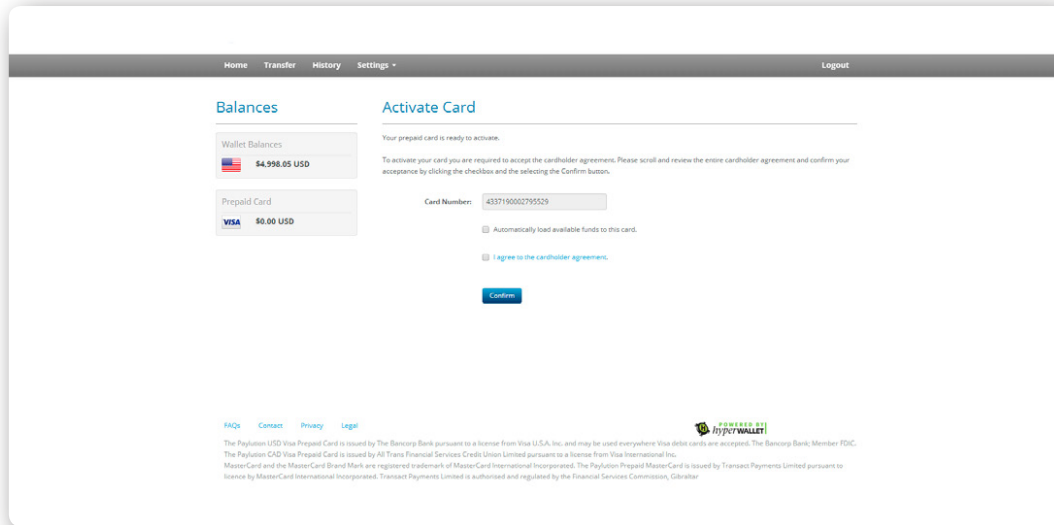 Home Transfer History Settings Logout
Balances
Wallet Balances
$4,998.05 USD
Prepaid Card
VISA $0.00 USD
Activate Card
Your prepaid card is ready to activate.
To activate your card you are required to accept the cardholder agreement. Please scroll and review the entire cardholder agreement and confirm your
acceptance by clicking the checkbox and the selecting the Confirm button.
Card Number: 4337190002795529
Automatically load available funds to this card.
I agree to the cardholder agreement.
Confirm
FAQs Contact Privacy Legal
POWERED BY
hyperWALLET
The Paylution USD Visa Prepaid Card is issued by The Bancorp Bank pursuant to a license from Visa U.S.A. Inc. and may be used everywhere Visa debit cards are accepted. The Bancorp Bank; Member FDIC.
The Paylution CAD Visa Prepaid Card is issued by All Trans Financial Services Credit Union Limited pursuant to a license from Visa International Inc.
MasterCard and the MasterCard Brand Mark are registered trademark of MasterCard International Incorporated. The Paylution Prepaid MasterCard is issued by Transact Payments Limited pursuant to
licence by MasterCard International Incorporated. Transact Payments Limited is authorised and regulated by the Financial Services Commission, Gibraltar